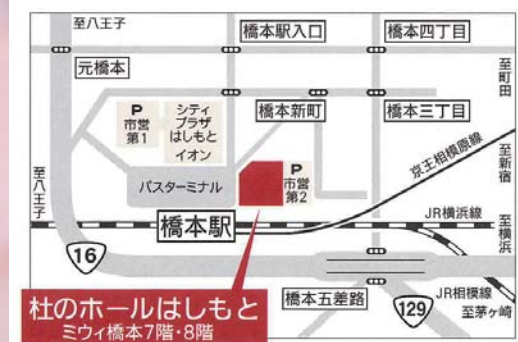 至八王子
橋本駅入口
橋本四丁目
元橋本
至町田
P
市営
第1
シティ
プラザ
はしもと
イオン
橋本新町
橋本三丁目
至八王子
バスターミナル
P
市営
第2
京王相模原線
至新宿
橋本駅
JR横浜線
至横浜
16
杜のホールはしもと
ミウィ橋本7階・8階
橋本五差路
129
JR相模線
至茅ヶ崎